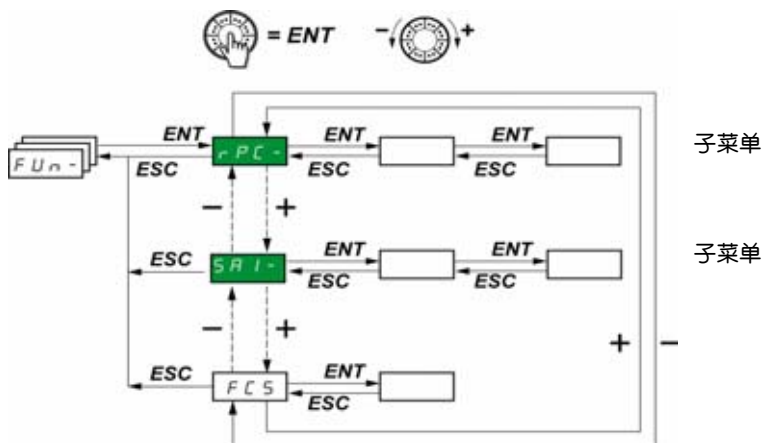 = ENT - +
ENT ENT ENT 子菜单
FUn- rPC-
ESC ESC ESC
- +
ESC ENT ENT 子菜单
SAI-
ESC ESC
- + + -
ESC ENT
FCS
ESC